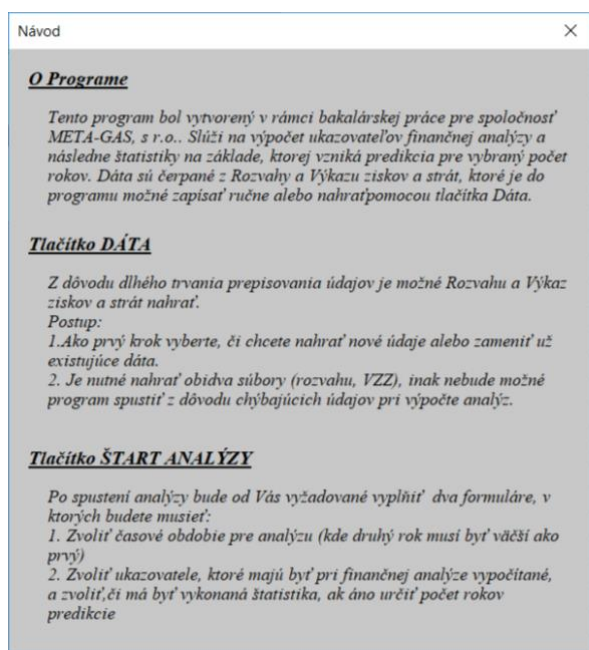 Návod
O Programe
Tento program bol vytvorený v rámci bakalárskej práce pre spoločnosť
META-GAS, s r.o.. Slúži na výpočet ukazovateľov finančnej analýzy a
následne štatistiky na základe, ktorej vzniká predikcia pre vybraný počet
rokov. Dáta sú čerpané z Rozvahy a Výkazu ziskov a strát, ktoré je do
programu možné zapísať ručne alebo nahraťpomocou tlačítka Dáta.
Tlačítko DÁTA
Z dôvodu dlhého trvania prepisovania údajov je možné Rozvahu a Výkaz
ziskov a strát nahrať.
Postup:
1.Ako prvý krok vyberte, či chcete nahrať nové údaje alebo zameniť už
existujúce dáta.
2. Je nutné nahrať obidva súbory (rozvahu, VZZ), inak nebude možné
program spustiť z dôvodu chýbajúcich údajov pri výpočte analýz.
Tlačítko ŠTART ANALÝZY
Po spustení analýzy bude od Vás vyžadované vyplňiť dva formuláre, v
ktorých budete musieť:
1. Zvoliť časové obdobie pre analýzu (kde druhý rok musí byť väčší ako
prvý)
2. Zvoliť ukazovatele, ktoré majú byť pri finančnej analýze vypočítané,
a zvoliť,či má byť vykonaná štatistika, ak áno určiť počet rokov
predikcie